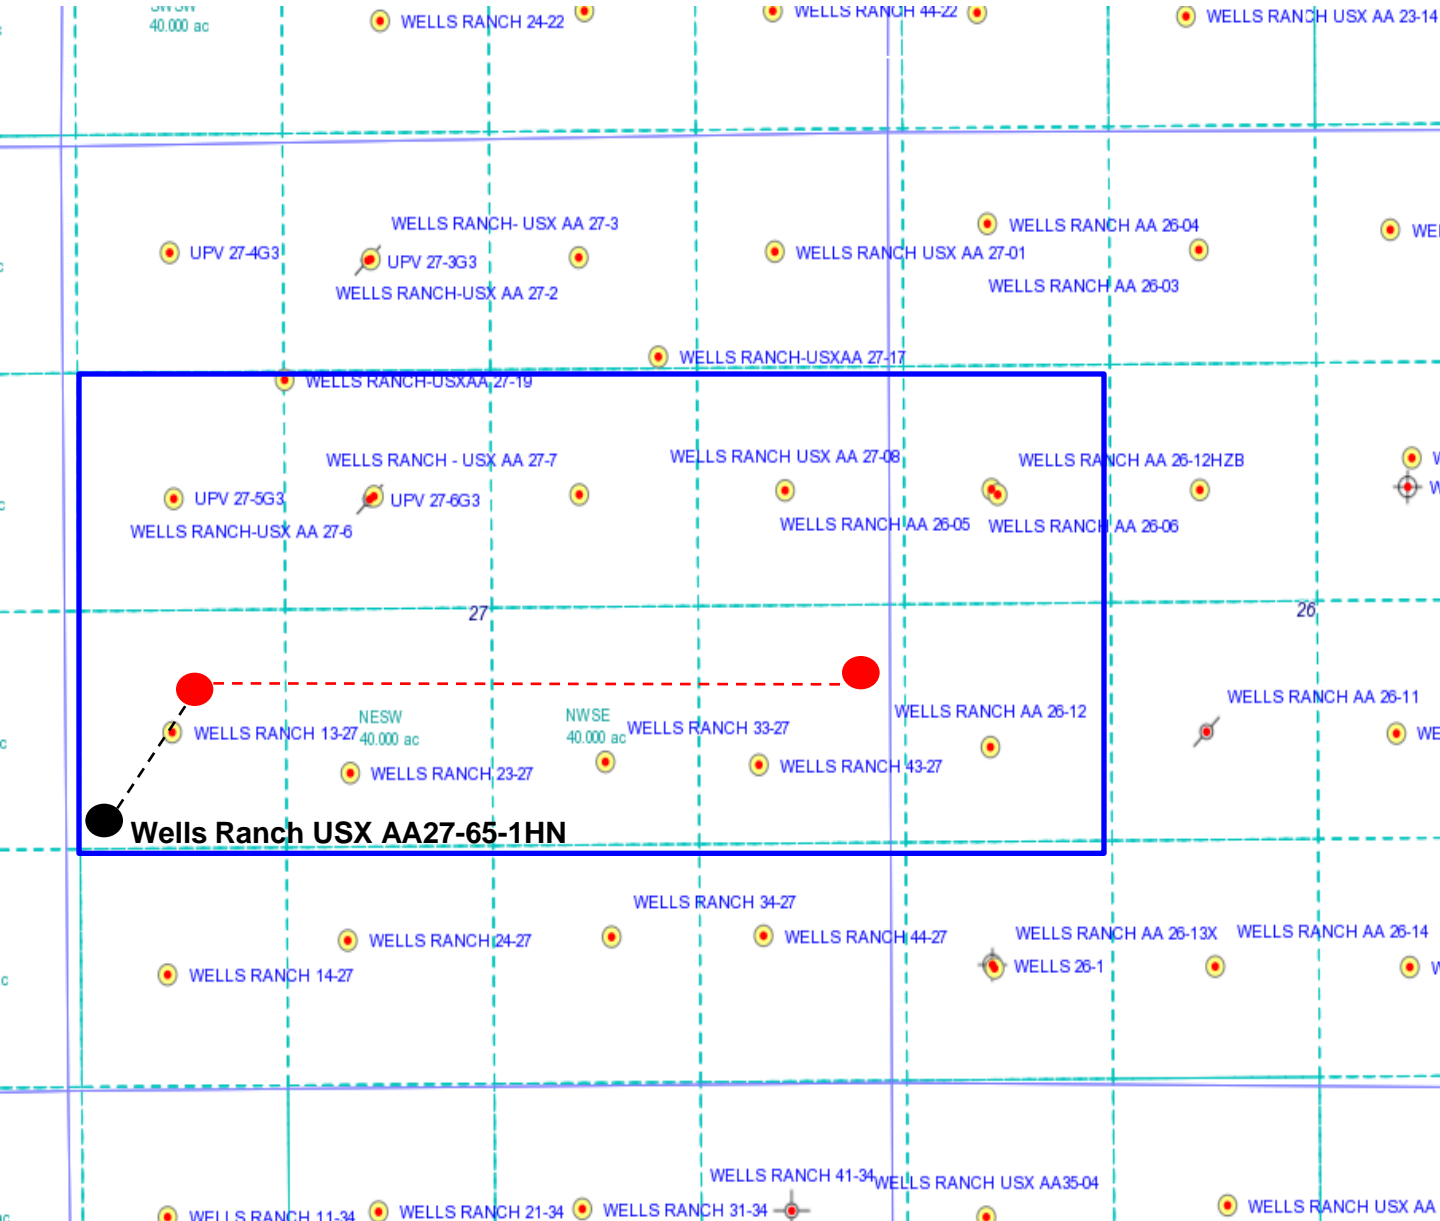 SWSW
40.000 ac
WELLS RANCH 24-22
WELLS RANCH 44-22
WELLS RANCH USX AA 23-14
WELLS RANCH- USX AA 27-3
WELLS RANCH AA 26-04
UPV 27-4G3
UPV 27-3G3
WELLS RANCH USX AA 27-01
WELLS RANCH-USX AA 27-2
WELLS RANCH AA 26-03
WELLS RANCH-USXAA 27-17
WELLS RANCH-USXAA 27-19
WELLS RANCH - USX AA 27-7
WELLS RANCH USX AA 27-08
WELLS RANCH AA 26-12HZB
UPV 27-5G3
UPV 27-6G3
WELLS RANCH-USX AA 27-6
WELLS RANCH AA 26-05
WELLS RANCH AA 26-06
27
26
WELLS RANCH AA 26-11
NESW
40.000 ac
NWSE
40.000 ac
WELLS RANCH AA 26-12
WELLS RANCH 33-27
WELLS RANCH 13-27
WELLS RANCH 23-27
WELLS RANCH 43-27
Wells Ranch USX AA27-65-1HN
WELLS RANCH 34-27
WELLS RANCH 24-27
WELLS RANCH 44-27
WELLS RANCH AA 26-13X
WELLS RANCH AA 26-14
WELLS RANCH 14-27
WELLS 26-1
WELLS RANCH 41-34
WELLS RANCH USX AA35-04
WELLS RANCH 11-34
WELLS RANCH 21-34
WELLS RANCH 31-34
WELLS RANCH USX AA